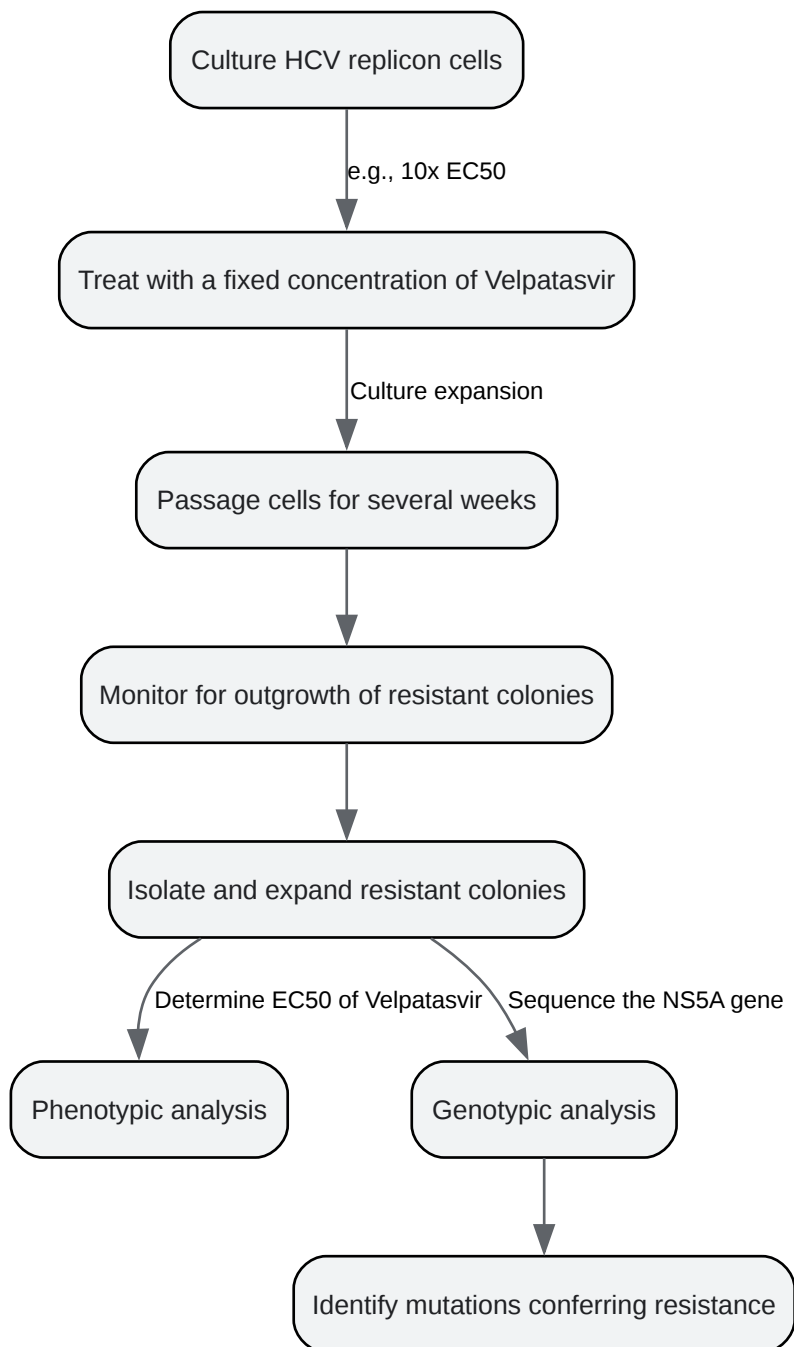 Culture HCV replicon cells
e.g., 10x EC50
Treat with a fixed concentration of Velpatasvir
Culture expansion
Passage cells for several weeks
Monitor for outgrowth of resistant colonies
Isolate and expand resistant colonies
Determine EC50 of Velpatasvir
Sequence the NS5A gene
Phenotypic analysis
Genotypic analysis
Identify mutations conferring resistance